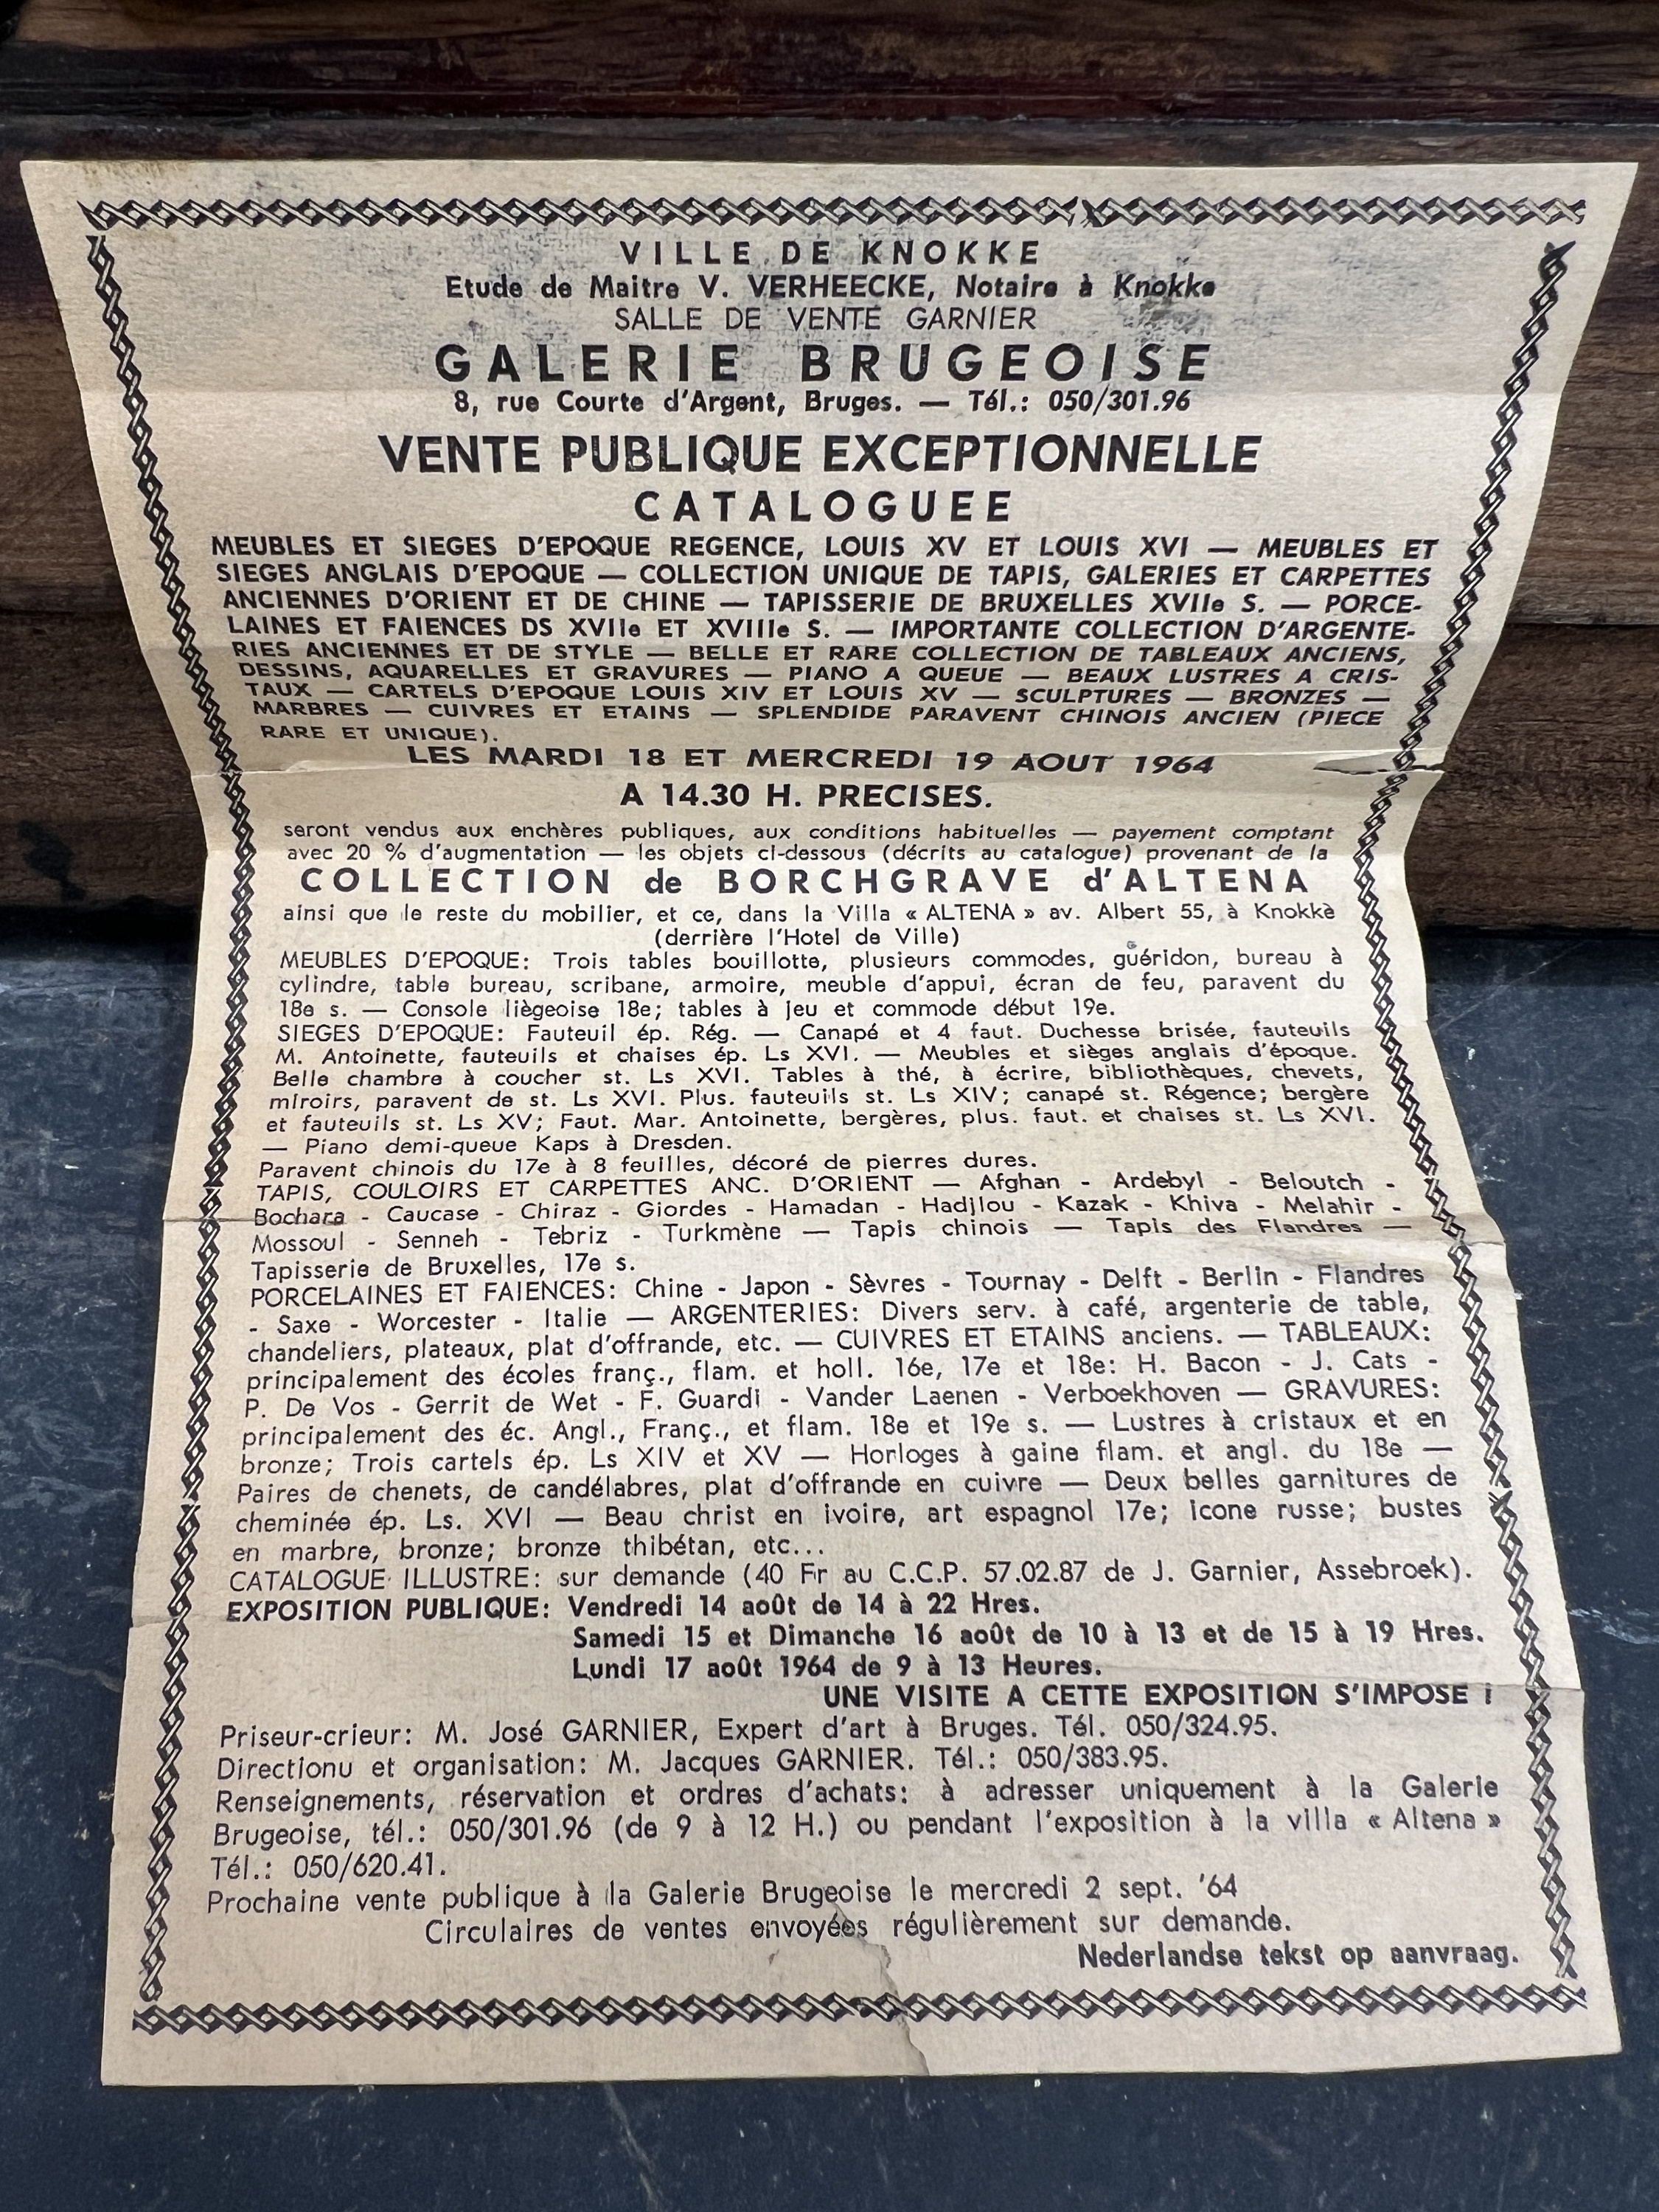 VILLE DE KNOKKE
Etude de Maitre V. VERHEECKE, Notaire à Knokke
SALLE DE VENTE GARNIER
GALERIE BRUGEOISE
8, rue Courte d'Argent, Bruges. — Tél.: 050/301.96
VENTE PUBLIQUE EXCEPTIONNELLE
CATALOGUEE
MEUBLES ET SIEGES D'EPOQUE REGENCE, LOUIS XV ET LOUIS XVI — MEUBLES ET
SIEGES ANGLAIS D'EPOQUE — COLLECTION UNIQUE DE TAPIS, GALERIES ET CARPETTES
ANCIENNES D'ORIENT ET DE CHINE — TAPISSERIE DE BRUXELLES XVIIe S. — PORCE-
LAINES ET FAIENCES DS XVIIe ET XVIIIe S. — IMPORTANTE COLLECTION D'ARGENTE-
RIES ANCIENNES ET DE STYLE — BELLE ET RARE COLLECTION DE TABLEAUX ANCIENS,
DESSINS, AQUARELLES ET GRAVURES — PIANO A QUEUE — BEAUX LUSTRES A CRIS-
TAUX — CARTELS D'EPOQUE LOUIS XIV ET LOUIS XV — SCULPTURES — BRONZES —
MARBRES — CUIVRES ET ETAINS — SPLENDIDE PARAVENT CHINOIS ANCIEN (PIECE
RARE ET UNIQUE).
LES MARDI 18 ET MERCREDI 19 AOUT 1964
A 14.30 H. PRECISES.
seront vendus aux enchères publiques, aux conditions habituelles — payement comptant
avec 20 % d'augmentation — les objets ci-dessous (décrits au catalogue) provenant de la
COLLECTION de BORCHGRAVE d'ALTENA
ainsi que le reste du mobilier, et ce, dans la Villa « ALTENA » av. Albert 55, à Knokkè
(derrière l'Hotel de Ville)
MEUBLES D'EPOQUE: Trois tables bouillotte, plusieurs commodes, guéridon, bureau à
cylindre, table bureau, scribane, armoire, meuble d'appui, écran de feu, paravent du
18e s. — Console liègeoise 18e; tables à jeu et commode début 19e.
SIEGES D'EPOQUE: Fauteuil ép. Rég. — Canapé et 4 faut. Duchesse brisée, fauteuils
M. Antoinette, fauteuils et chaises ép. Ls XVI. — Meubles et sièges anglais d'époque.
Belle chambre à coucher st. Ls XVI. Tables à thé, à écrire, bibliothèques, chevets,
miroirs, paravent de st. Ls XVI. Plus. fauteuils st. Ls XIV; canapé st. Régence; bergère
et fauteuils st. Ls XV; Faut. Mar. Antoinette, bergères, plus. faut. et chaises st. Ls XVI.
— Piano demi-queue Kaps à Dresden.
Paravent chinois du 17e à 8 feuilles, décoré de pierres dures.
TAPIS, COULOIRS ET CARPETTES ANC. D'ORIENT — Afghan - Ardebyl - Beloutch -
Bochara - Caucase - Chiraz - Giordes - Hamadan - Hadjlou - Kazak - Khiva - Melahir -
Mossoul - Senneh - Tebriz - Turkmène — Tapis chinois — Tapis des Flandres —
Tapisserie de Bruxelles, 17e s.
PORCELAINES ET FAIENCES: Chine - Japon - Sèvres - Tournay - Delft - Berlin - Flandres
- Saxe - Worcester - Italie — ARGENTERIES: Divers serv. à café, argenterie de table,
chandeliers, plateaux, plat d'offrande, etc. — CUIVRES ET ETAINS anciens. — TABLEAUX:
principalement des écoles franç., flam. et holl. 16e, 17e et 18e: H. Bacon - J. Cats -
P. De Vos - Gerrit de Wet - F. Guardi - Vander Laenen - Verboekhoven — GRAVURES:
principalement des éc. Angl., Franç., et flam. 18e et 19e s. — Lustres à cristaux et en
bronze; Trois cartels ép. Ls XIV et XV — Horloges à gaine flam. et angl. du 18e —
Paires de chenets, de candélabres, plat d'offrande en cuivre — Deux belles garnitures de
cheminée ép. Ls. XVI — Beau christ en ivoire, art espagnol 17e; Icone russe; bustes
en marbre, bronze; bronze thibétan, etc...
CATALOGUE ILLUSTRE: sur demande (40 Fr au C.C.P. 57.02.87 de J. Garnier, Assebroek).
EXPOSITION PUBLIQUE: Vendredi 14 août de 14 à 22 Hres.
Samedi 15 et Dimanche 16 août de 10 à 13 et de 15 à 19 Hres.
Lundi 17 août 1964 de 9 à 13 Heures.
UNE VISITE A CETTE EXPOSITION S'IMPOSE !
Priseur-crieur: M. José GARNIER, Expert d'art à Bruges. Tél. 050/324.95.
Directionu et organisation: M. Jacques GARNIER. Tél.: 050/383.95.
Renseignements, réservation et ordres d'achats: à adresser uniquement à la Galerie
Brugeoise, tél.: 050/301.96 (de 9 à 12 H.) ou pendant l'exposition à la villa « Altena »
Tél.: 050/620.41.
Prochaine vente publique à la Galerie Brugeoise le mercredi 2 sept. '64
Circulaires de ventes envoyées régulièrement sur demande.
Nederlandse tekst op aanvraag.